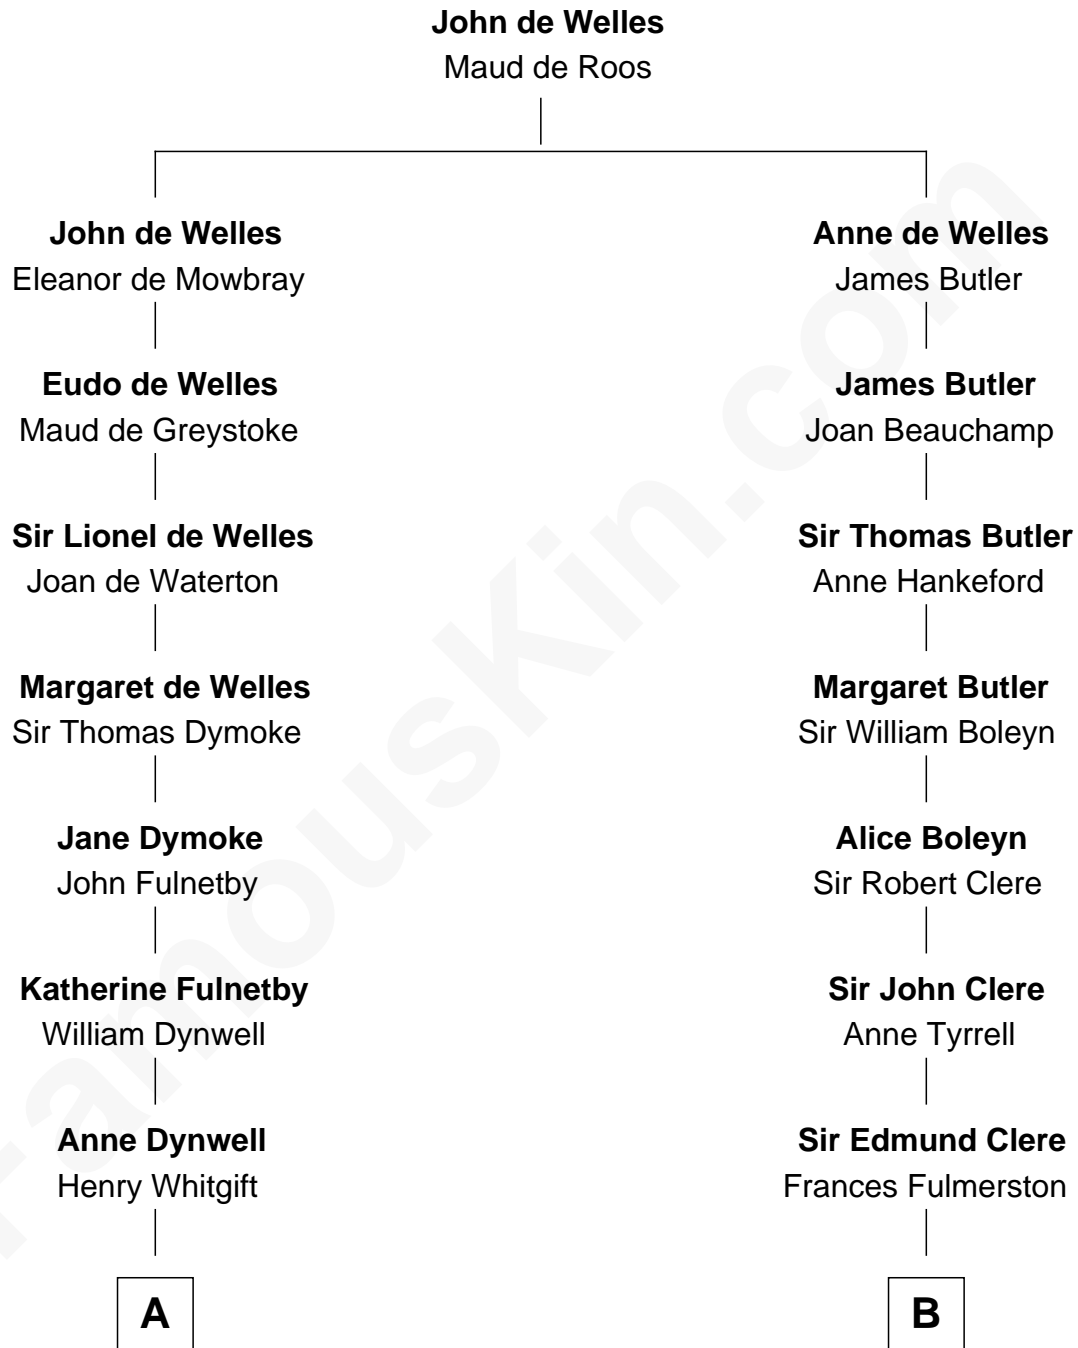 John de Welles
Maud de Roos
John de Welles
Eleanor de Mowbray
Anne de Welles
James Butler
Eudo de Welles
Maud de Greystoke
James Butler
Joan Beauchamp
Sir Lionel de Welles
Joan de Waterton
Sir Thomas Butler
Anne Hankeford
Margaret de Welles
Sir Thomas Dymoke
Margaret Butler
Sir William Boleyn
Jane Dymoke
John Fulnetby
Alice Boleyn
Sir Robert Clere
Katherine Fulnetby
William Dynwell
Sir John Clere
Anne Tyrrell
Anne Dynwell
Henry Whitgift
Sir Edmund Clere
Frances Fulmerston
A
B
FamousKin.com